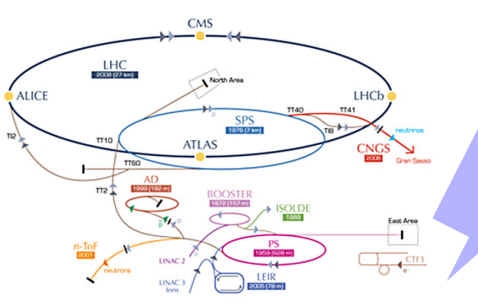 CMS
LHC
2008 (27 km)
North Area
ALICE
LHCb
TT40
TT41
SPS
1976 (7 km)
TI2
TI8
TT10
ATLAS
neutrinos
CNGS
2006
Gran Sasso
TT60
AD
1999 (182 m)
TT2
BOOSTER
1972 (157 m)
ISOLDE
1989
East Area
p
n-ToF
2001
PS
1959 (628 m)
LINAC 2
neutrons
CTF3
e-
LINAC 3
Ions
LEIR
2005 (78 m)